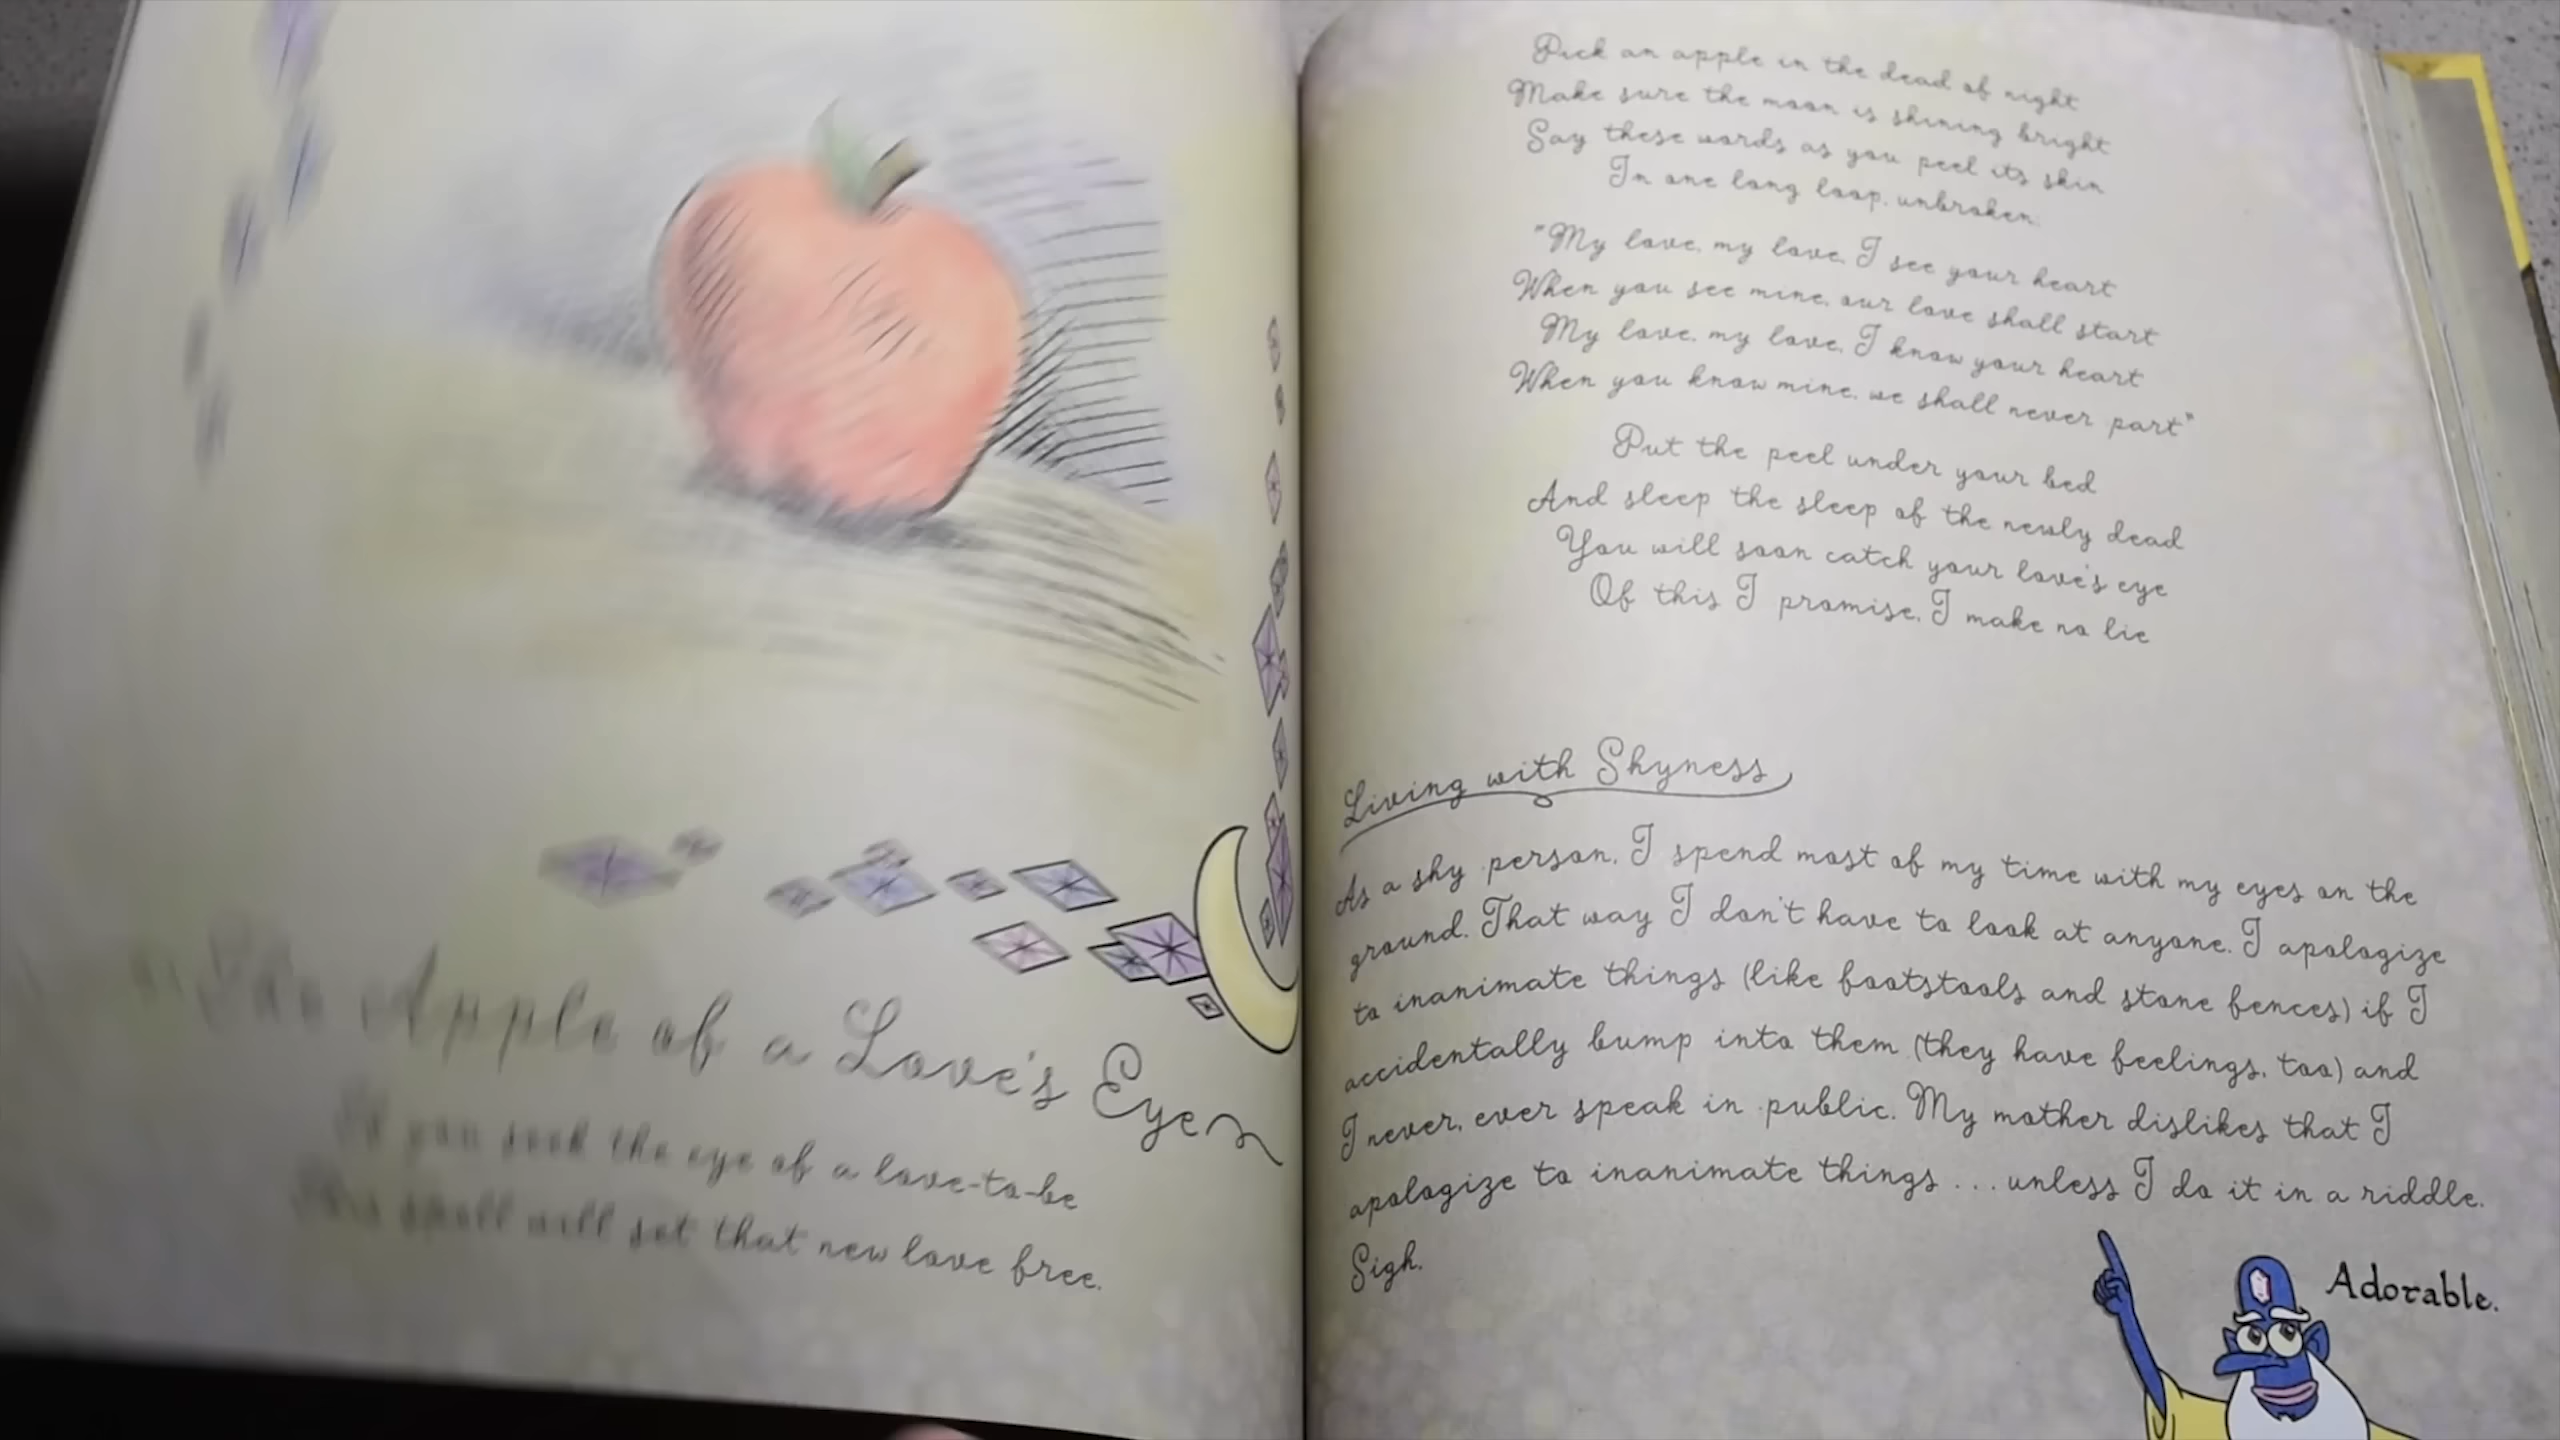 The Apple of a Love's Eye
If you seek the eye of a love-to-be
This spell will set that new love free.
Pick an apple in the dead of night
Make sure the moon is shining bright
Say these words as you peel its skin
In one long loop, unbroken:
"My love, my love, I see your heart
When you see mine, our love shall start
My love, my love, I know your heart
When you know mine, we shall never part"
Put the peel under your bed
And sleep the sleep of the newly dead
You will soon catch your love's eye
Of this I promise, I make no lie
Living with Shyness
As a shy person, I spend most of my time with my eyes on the
ground. That way I don't have to look at anyone. I apologize
to inanimate things (like footstools and stone fences) if I
accidentally bump into them (they have feelings, too) and
I never, ever speak in public. My mother dislikes that I
apologize to inanimate things ... unless I do it in a riddle.
Sigh.
Adorable.